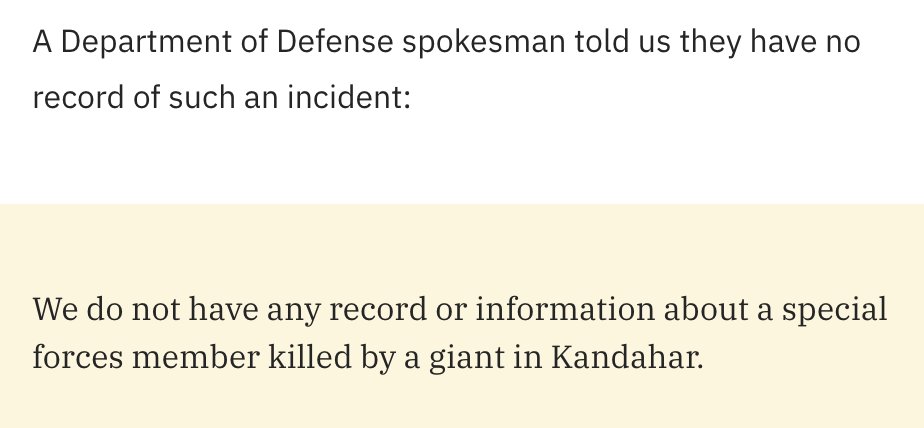 A Department of Defense spokesman told us they have no
record of such an incident:
We do not have any record or information about a special
forces member killed by a giant in Kandahar.